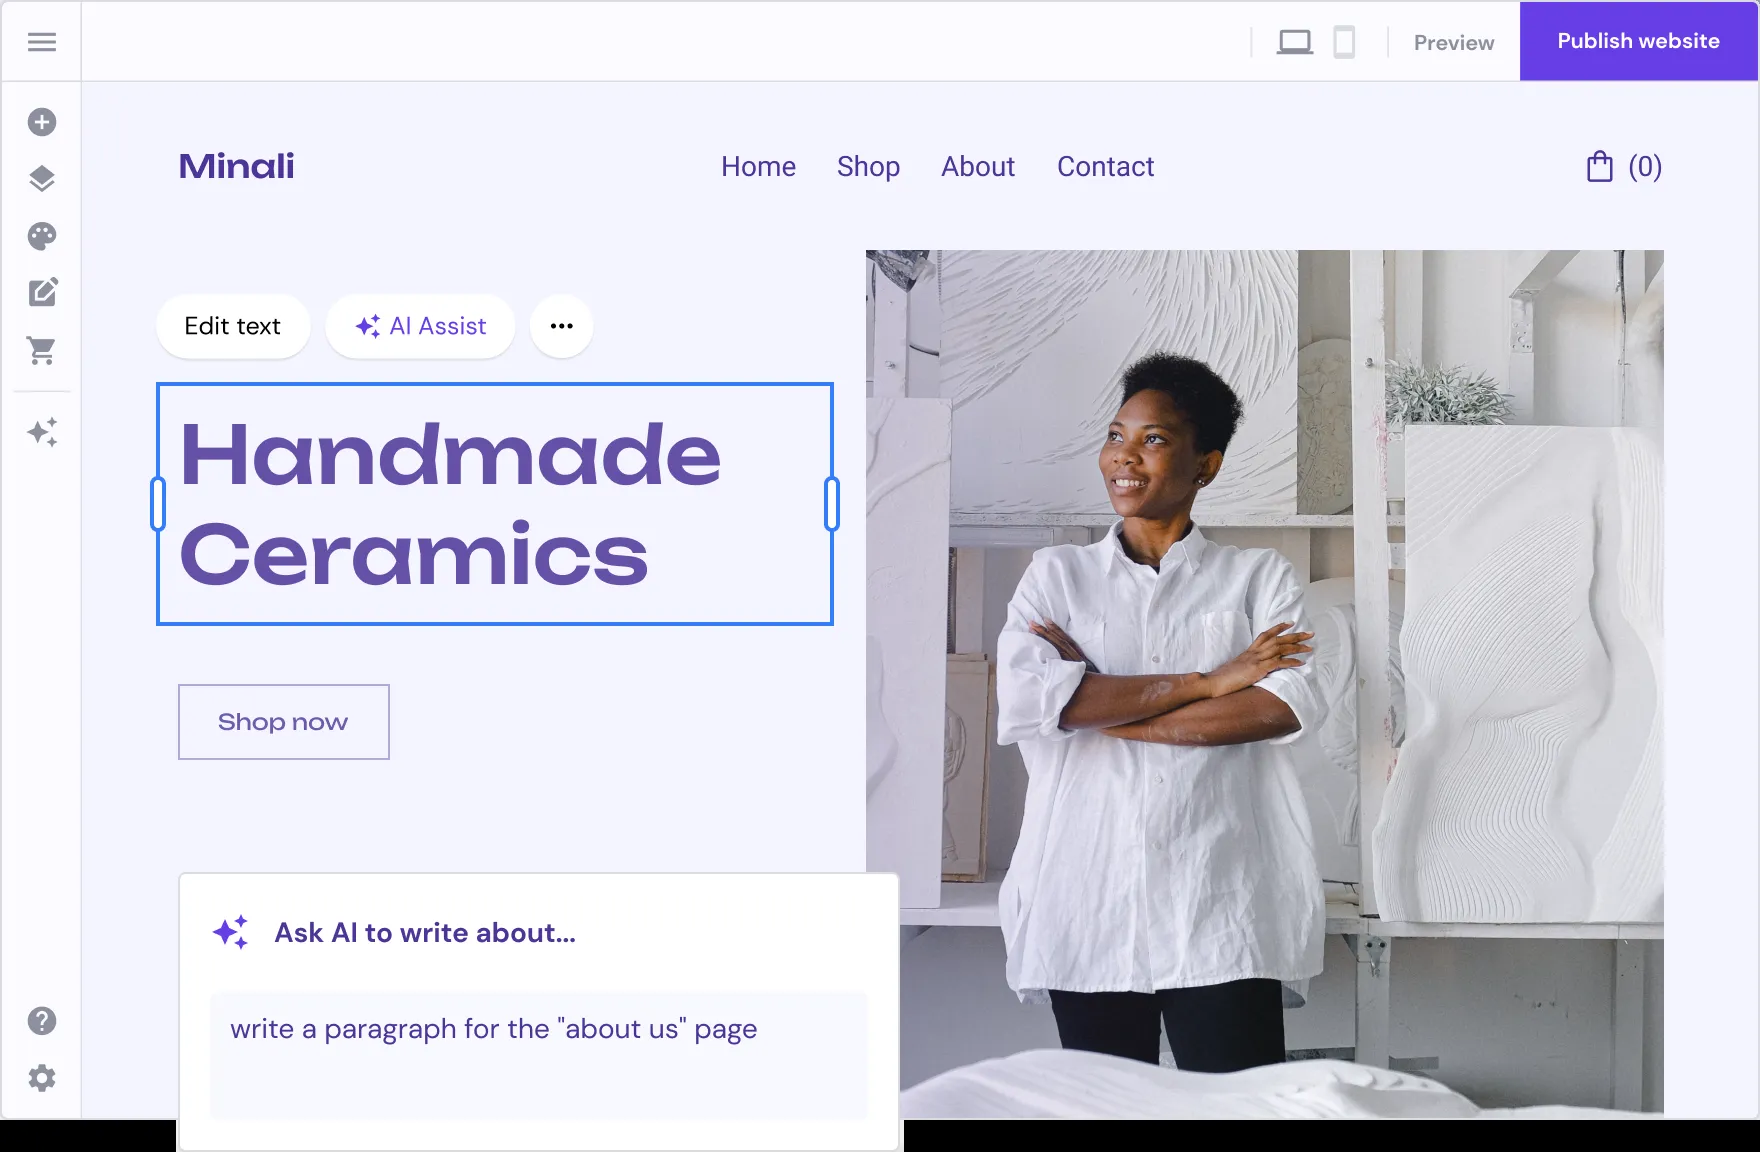 Preview
Publish website
Minali
Home
Shop
About
Contact
(0)
Edit text
AI Assist
Handmade
Ceramics
Shop now
Ask AI to write about...
write a paragraph for the "about us" page